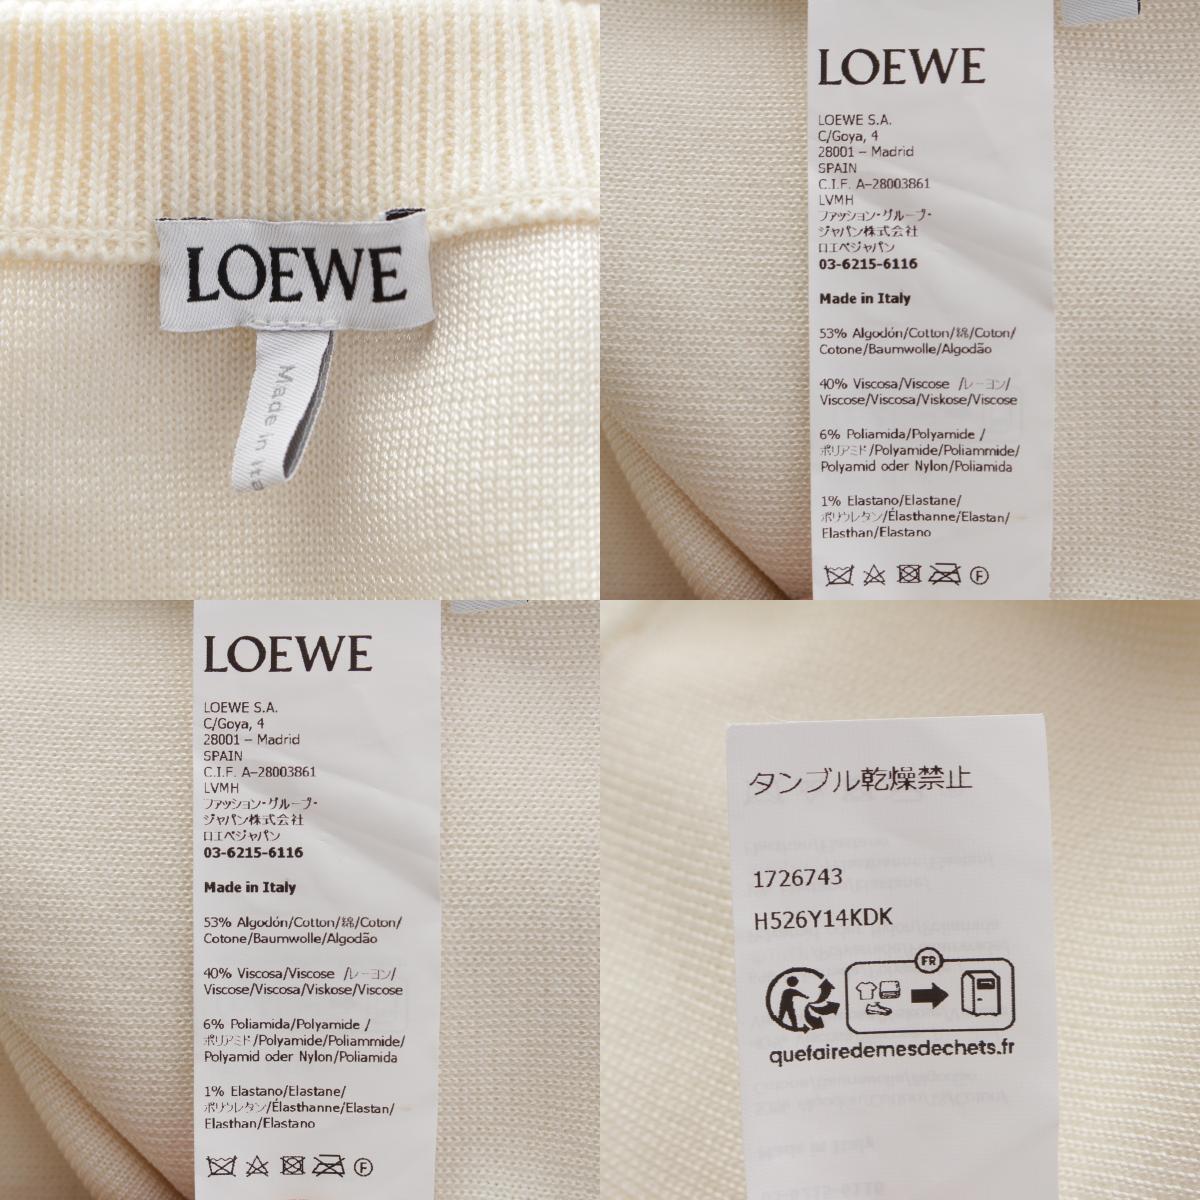 LOEWE
Made in Ita
LOEWE
LOEWE S.A.
C/Goya, 4
28001 – Madrid
SPAIN
C.I.F. A-28003861
LVMH
ファッション・グループ・
ジャパン株式会社
ロエベジャパン
03-6215-6116
Made in Italy
53% Algodón/Cotton/綿/Coton/
Cotone/Baumwolle/Algodão
40% Viscosa/Viscose /レーヨン/
Viscose/Viscosa/Viskose/Viscose
6% Poliamida/Polyamide /
ポリアミド/Polyamide/Poliammide/
Polyamid oder Nylon/Poliamida
1% Elastano/Elastane/
ポリウレタン/Élasthanne/Elastan/
Elasthan/Elastano
F
LOEWE
LOEWE S.A.
C/Goya, 4
28001 – Madrid
SPAIN
C.I.F. A-28003861
LVMH
ファッション・グループ・
ジャパン株式会社
ロエベジャパン
03-6215-6116
Made in Italy
53% Algodón/Cotton/綿/Coton/
Cotone/Baumwolle/Algodão
40% Viscosa/Viscose /レーヨン/
Viscose/Viscosa/Viskose/Viscose
6% Poliamida/Polyamide /
ポリアミド/Polyamide/Poliammide/
Polyamid oder Nylon/Poliamida
1% Elastano/Elastane/
ポリウレタン/Élasthanne/Elastan/
Elasthan/Elastano
F
タンブル乾燥禁止
1726743
H526Y14KDK
FR
quefairedemesdechets.fr